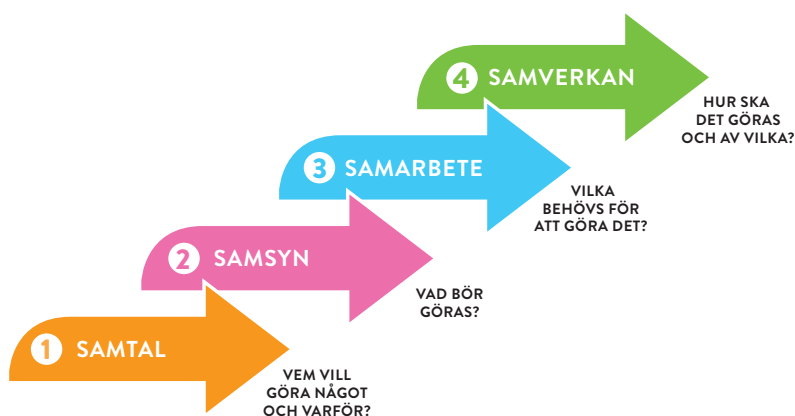 1 SAMTAL
VEM VILL
GÖRA NÅGOT
OCH VARFÖR?
2 SAMSYN
VAD BÖR
GÖRAS?
3 SAMARBETE
VILKA
BEHÖVS FÖR
ATT GÖRA DET?
4 SAMVERKAN
HUR SKA
DET GÖRAS
OCH AV VILKA?